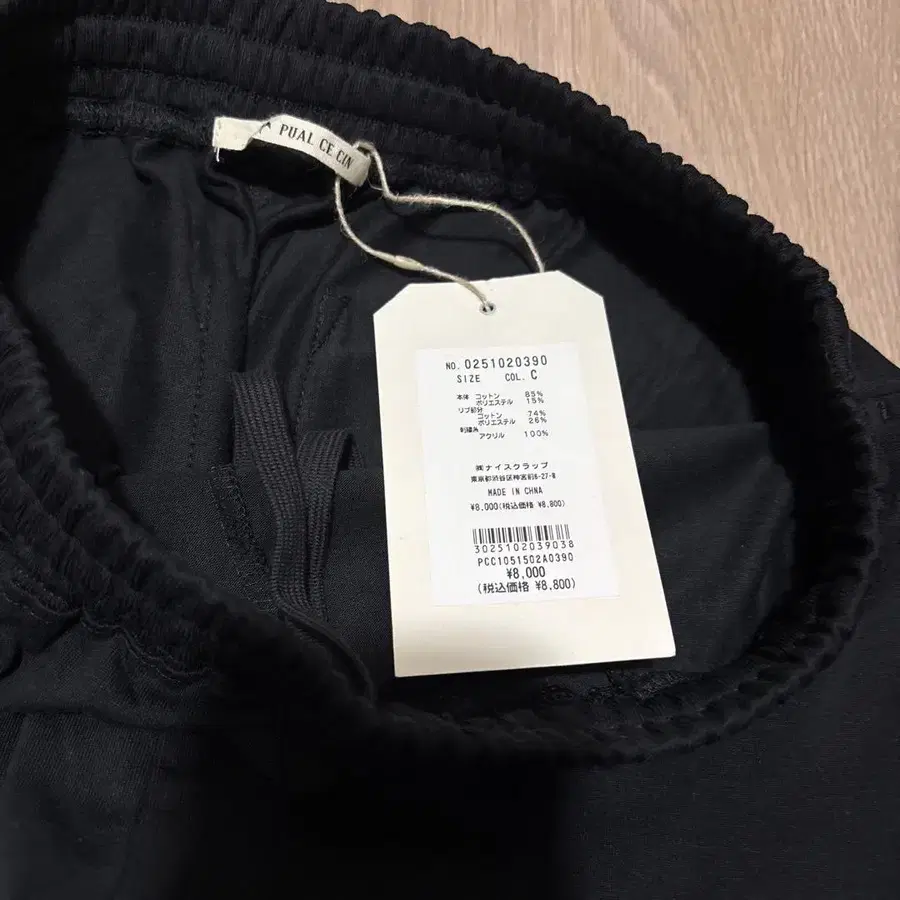 PUAL CE CIN
NO. 0251020390
SIZE COL. C
本体 コットン 85%
ポリエステル 15%
リブ部分
コットン 74%
ポリエステル 26%
刺繍糸
アクリル 100%
㈱ナイスクラップ
東京都渋谷区神宮前6-27-8
MADE IN CHNA
¥8,000(税込価格 ¥8,800)
3025102039038
PCC1051502A0390
¥8,000
(税込価格 ¥8,800)